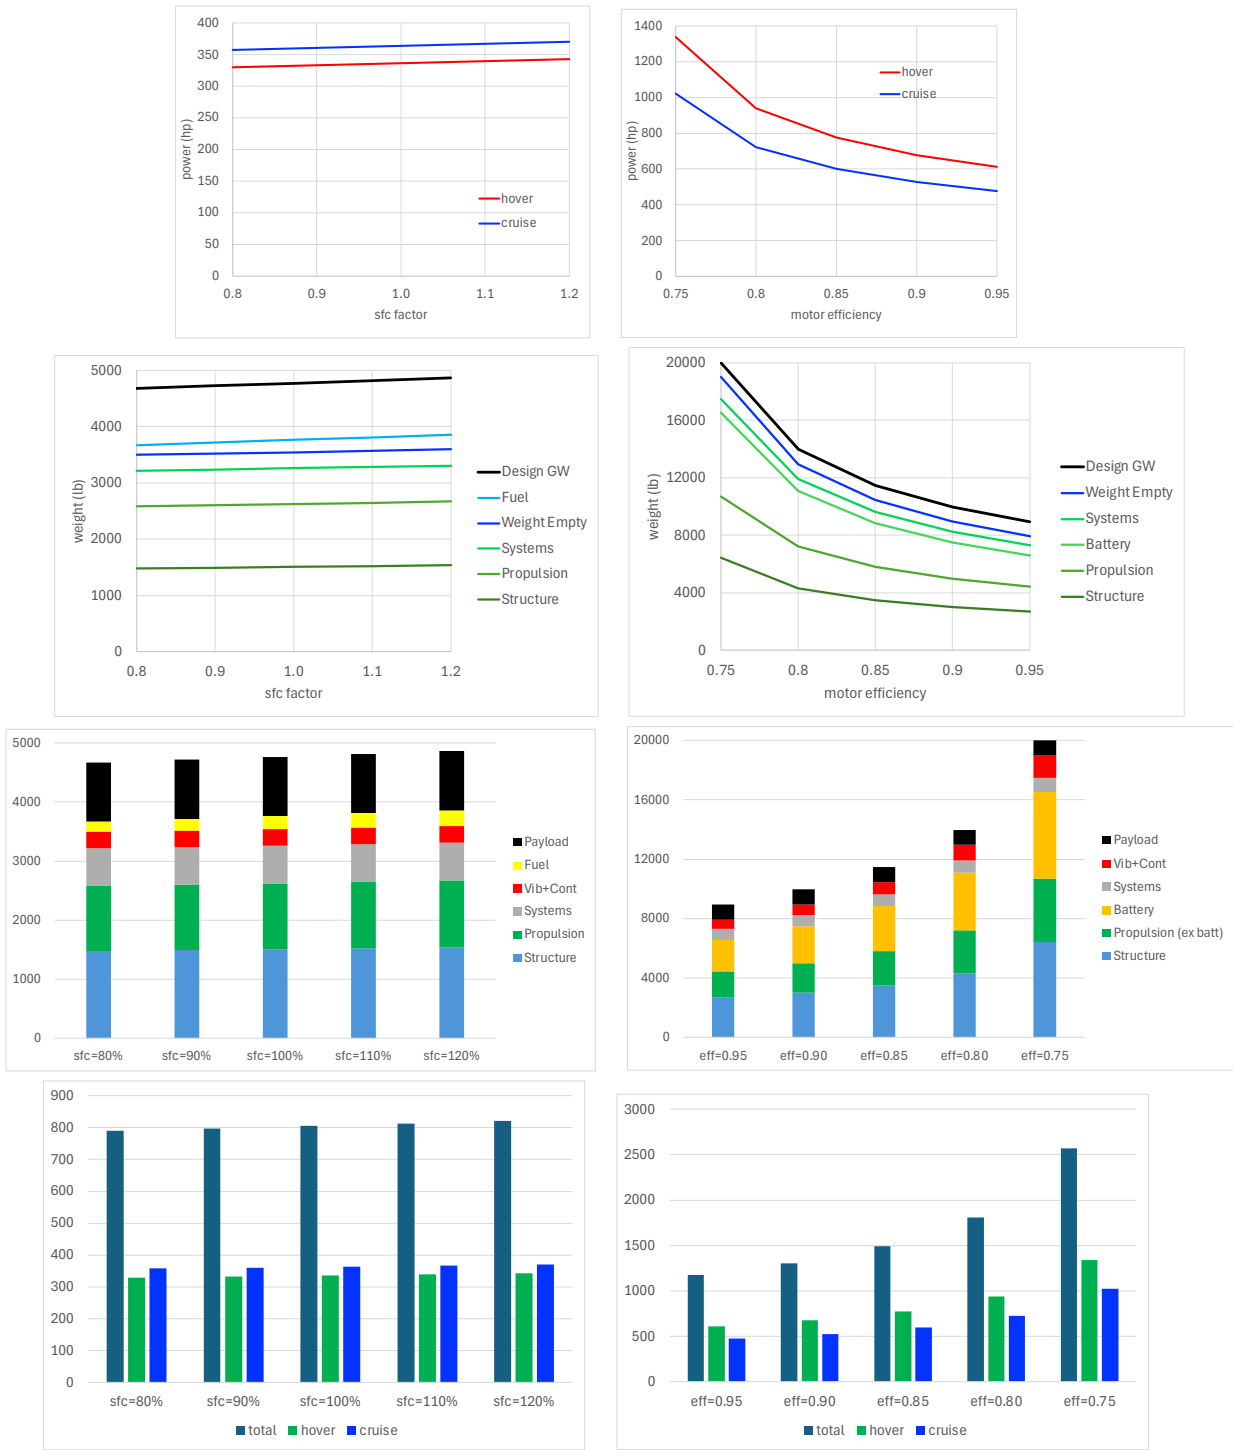 400
350
300
250
200
150
100
50
0
power (hp)
hover
cruise
0.8 0.9 1.0 1.1 1.2
sfc factor
1400
1200
1000
800
600
400
200
0
power (hp)
hover
cruise
0.75 0.8 0.85 0.9 0.95
motor efficiency
5000
4000
3000
2000
1000
0
weight (lb)
Design GW
Fuel
Weight Empty
Systems
Propulsion
Structure
0.8 0.9 1.0 1.1 1.2
sfc factor
20000
16000
12000
8000
4000
0
weight (lb)
Design GW
Weight Empty
Systems
Battery
Propulsion
Structure
0.75 0.8 0.85 0.9 0.95
motor efficiency
5000
4000
3000
2000
1000
0
Payload
Fuel
Vib+Cont
Systems
Propulsion
Structure
sfc=80% sfc=90% sfc=100% sfc=110% sfc=120%
20000
16000
12000
8000
4000
0
Payload
Vib+Cont
Systems
Battery
Propulsion (ex batt)
Structure
eff=0.95 eff=0.90 eff=0.85 eff=0.80 eff=0.75
900
800
700
600
500
400
300
200
100
0
sfc=80% sfc=90% sfc=100% sfc=110% sfc=120%
total hover cruise
3000
2500
2000
1500
1000
500
0
eff=0.95 eff=0.90 eff=0.85 eff=0.80 eff=0.75
total hover cruise